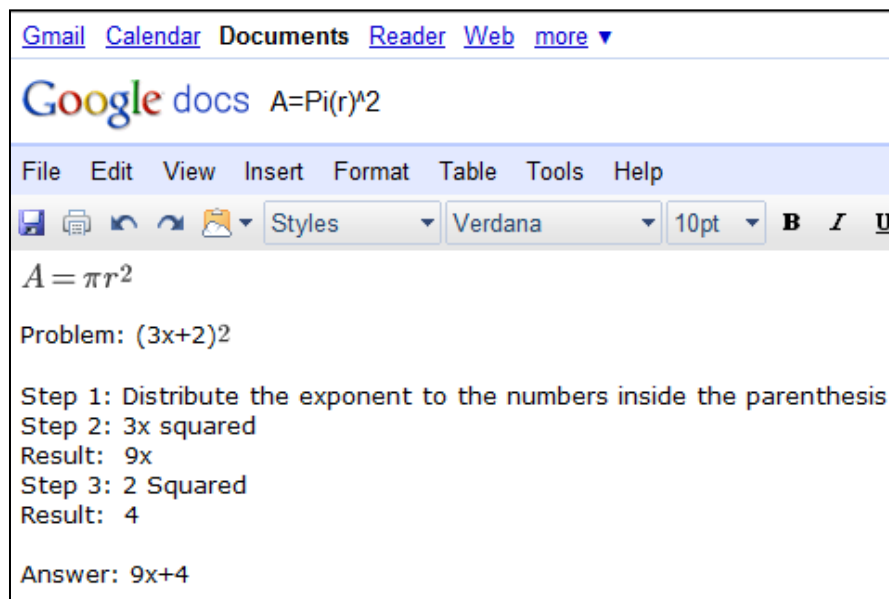 Gmail Calendar Documents Reader Web more ▼
Google docs A=Pi(r)^2
File Edit View Insert Format Table Tools Help
Styles Verdana 10pt B I U
A = πr²
Problem: (3x+2)2
Step 1: Distribute the exponent to the numbers inside the parenthesis
Step 2: 3x squared
Result: 9x
Step 3: 2 Squared
Result: 4
Answer: 9x+4